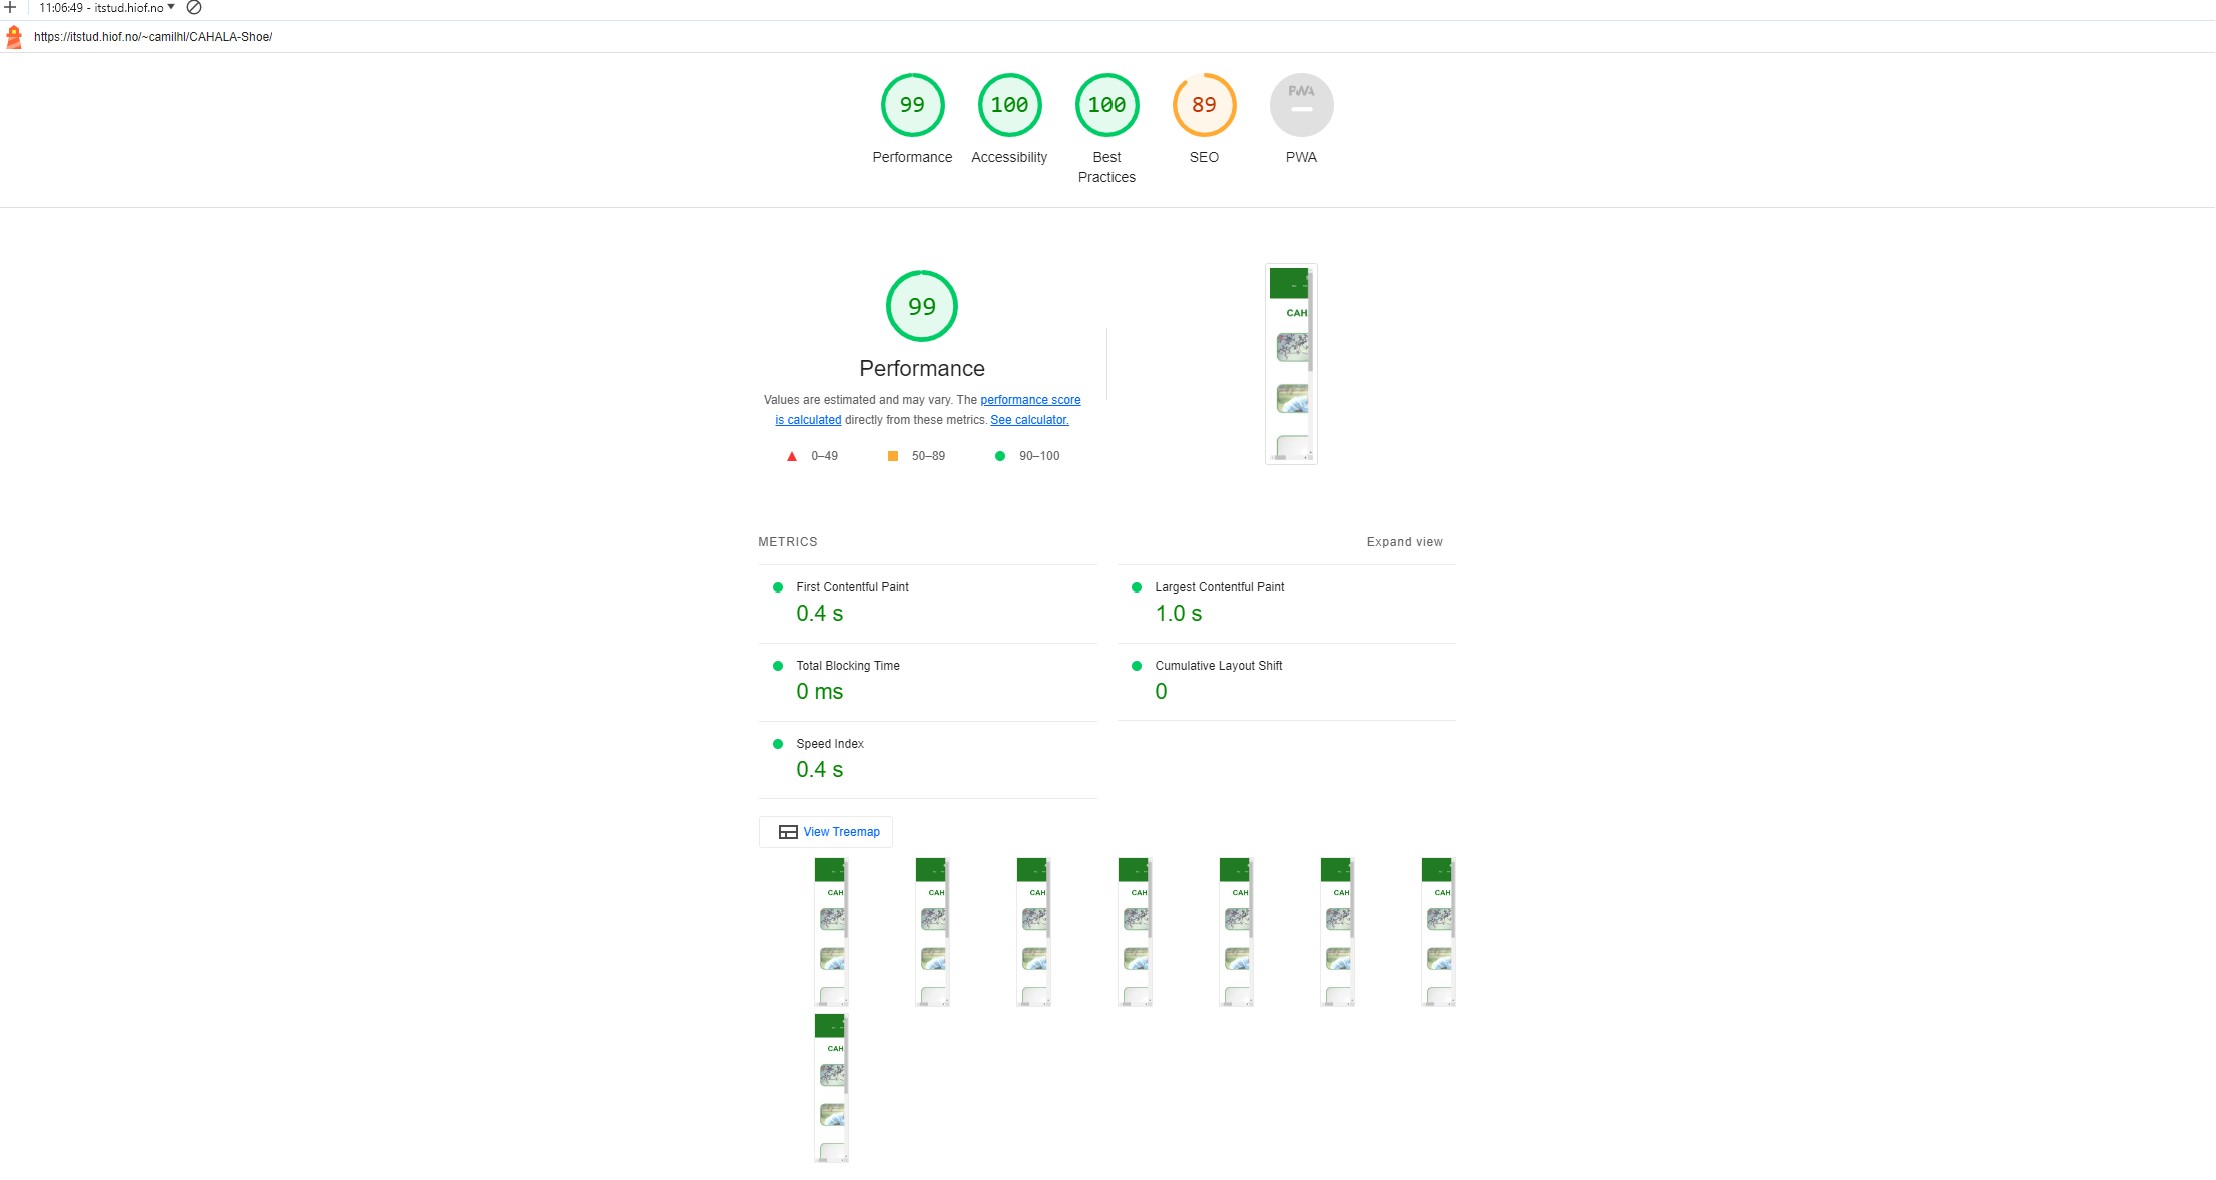 11:06:49 - itstud.hiof.no
https://itstud.hiof.no/~camilhl/CAHALA-Shoe/
99
100
100
89
PWA
Performance
Accessibility
Best
Practices
SEO
PWA
99
CAH
Performance
Values are estimated and may vary. The performance score
is calculated directly from these metrics. See calculator.
0–49
50–89
90–100
METRICS
Expand view
First Contentful Paint
0.4 s
Largest Contentful Paint
1.0 s
Total Blocking Time
0 ms
Cumulative Layout Shift
0
Speed Index
0.4 s
View Treemap
CAH
CAH
CAH
CAH
CAH
CAH
CAH
CAH